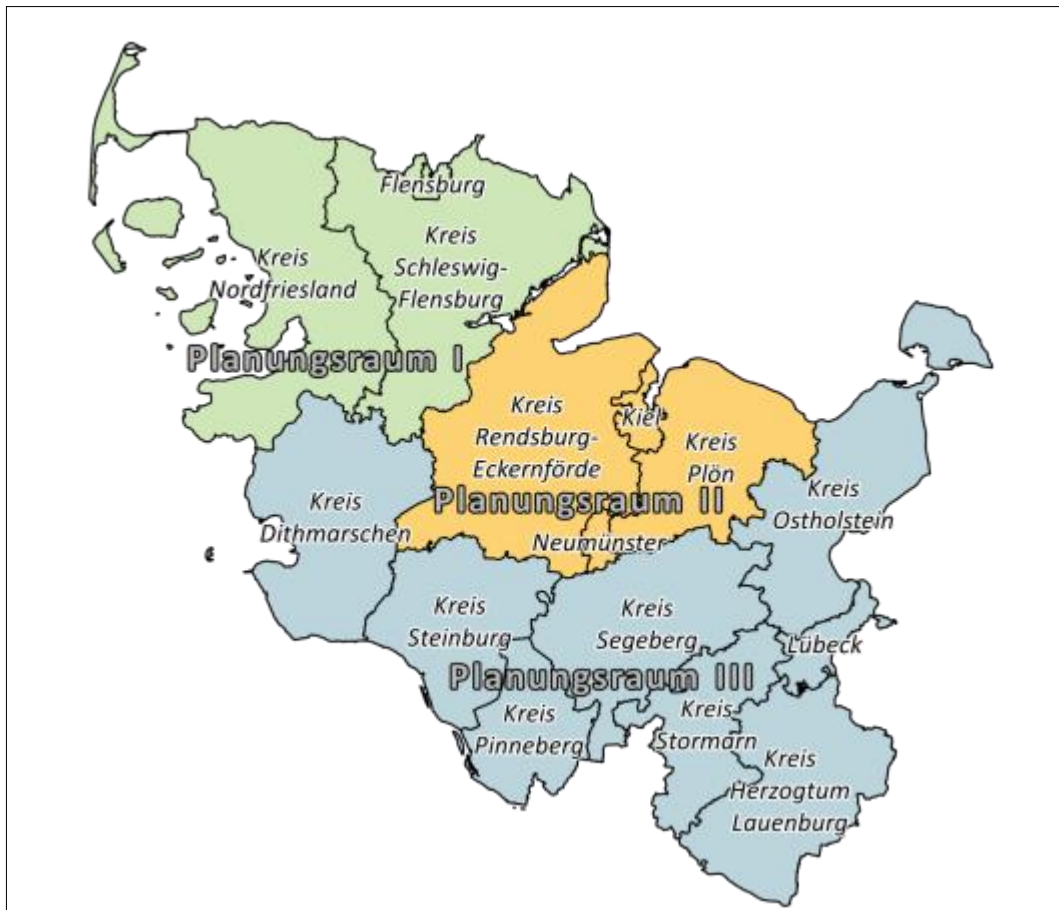 Flensburg
Kreis
Schleswig-
Flensburg
Kreis
Nordfriesland
Planungsraum I
Kreis
Rendsburg-
Eckernförde
Kiel
Kreis
Plön
Planungsraum II
Neumünster
Kreis
Dithmarschen
Kreis
Ostholstein
Kreis
Steinburg
Kreis
Segeberg
Lübeck
Planungsraum III
Kreis
Pinneberg
Kreis
Stormarn
Kreis
Herzogtum
Lauenburg